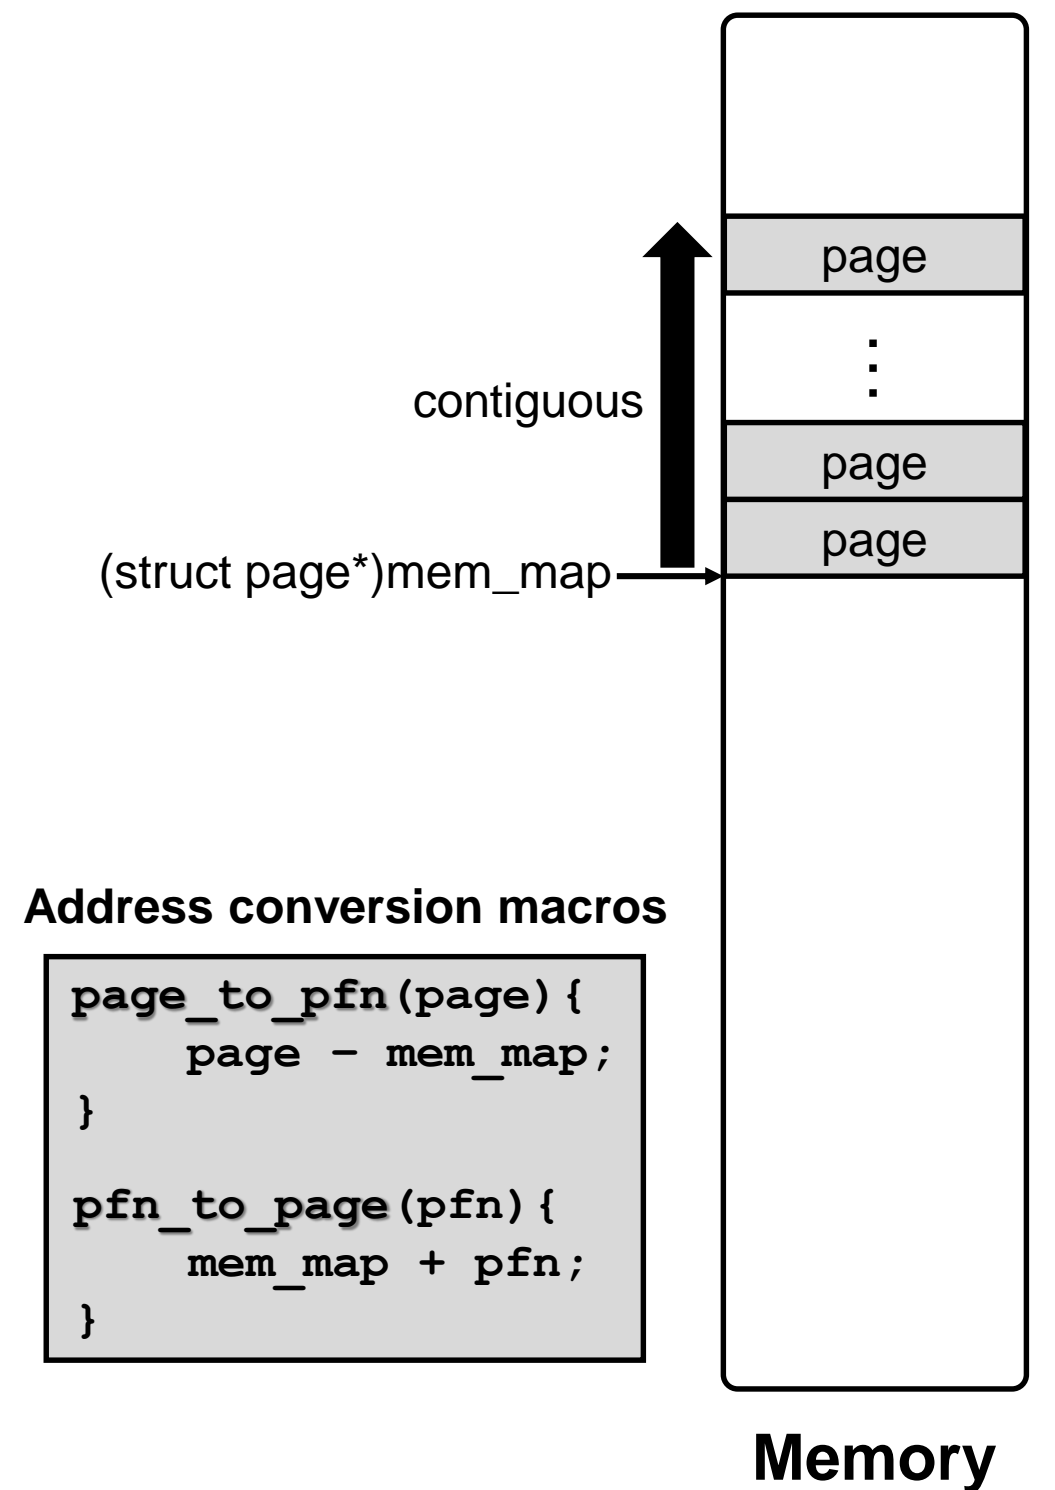 page
⋮
contiguous
page
page
(struct page*)mem_map
Address conversion macros
page_to_pfn(page){
page – mem_map;
}
pfn_to_page(pfn){
mem_map + pfn;
}
Memory